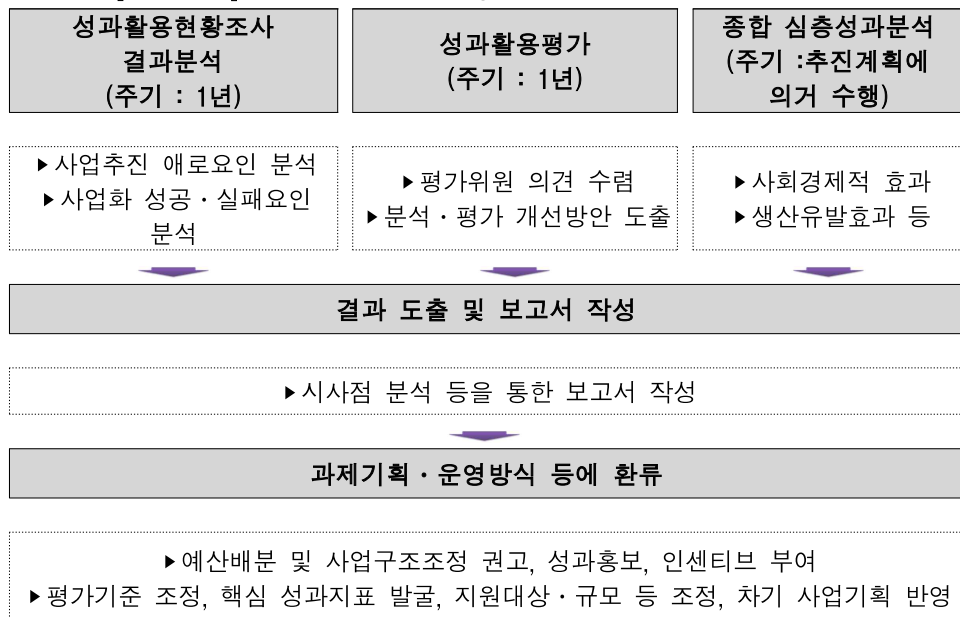 성과활용현황조사
결과분석
(주기 : 1년)
성과활용평가
(주기 : 1년)
종합 심층성과분석
(주기 :추진계획에
의거 수행)
▶사업추진 애로요인 분석
▶사업화 성공·실패요인
분석
▶평가위원 의견 수렴
▶분석·평가 개선방안 도출
▶사회경제적 효과
▶생산유발효과 등
결과 도출 및 보고서 작성
▶시사점 분석 등을 통한 보고서 작성
과제기획·운영방식 등에 환류
▶예산배분 및 사업구조조정 권고, 성과홍보, 인센티브 부여
▶평가기준 조정, 핵심 성과지표 발굴, 지원대상·규모 등 조정, 차기 사업기획 반영